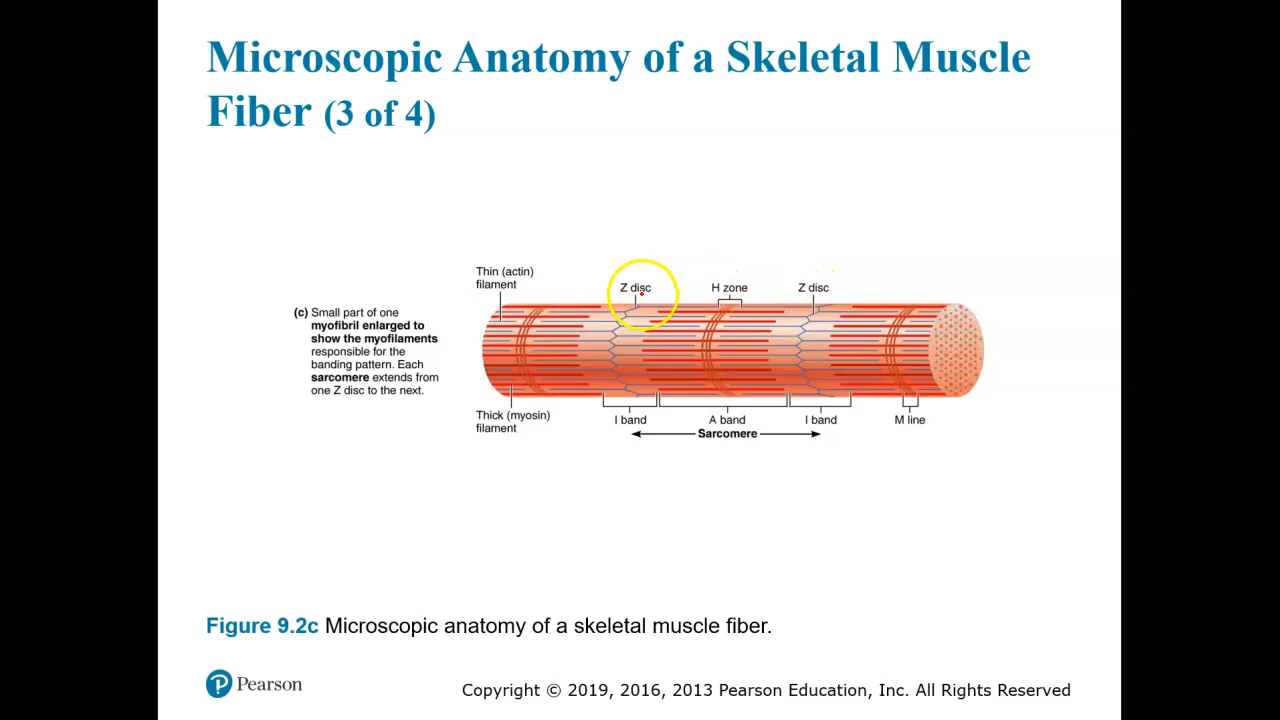 Microscopic Anatomy of a Skeletal Muscle
Fiber (3 of 4)
Thin (actin)
filament
Z disc
H zone
Z disc
(c) Small part of one
myofibril enlarged to
show the myofilaments
responsible for the
banding pattern. Each
sarcomere extends from
one Z disc to the next.
Thick (myosin)
filament
I band
A band
I band
M line
Sarcomere
Figure 9.2c Microscopic anatomy of a skeletal muscle fiber.
P Pearson
Copyright © 2019, 2016, 2013 Pearson Education, Inc. All Rights Reserved